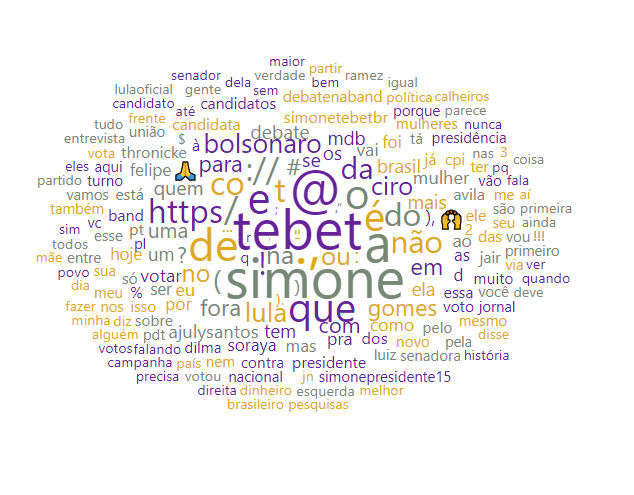 maior
senador dela verdade partir ramez
lulaoficial gente sem bem igual
candidato até candidatos debatenaband política calheiros
tudo frente união $ simonetebetbr porque parece
entrevista candidata à bolsonaro debate mdb mulheres nunca
vota thronicke se os vai foi tá presidência
eles aqui felipe 🙏 para :// # da brasil já cpi nas 3 coisa
partido turno quem co e t @ o ciro mulher ter pq
vamos está https / é do mais avila me aí vão fala
também band ), 🙌 ele são primeira
sim vc esse pt uma tebet 2 seu ainda
mãe entre todos hoje um ? de ... q ! na ., ou : a não ao das vou !!!
povo sua pl só votar no ( simone em d as jair primeiro
dia meu % ser eu ) ela essa via ver
fazer nos isso por fora lula que gomes você deve muito quando
minha diz sobre ajulysantos tem com como pelo voto jornal
alguém pdt dilma pra dos novo pela mesmo disse
votos falando soraya mas luiz senadora história
campanha país nem contra presidente
precisa votou nacional jn simonepresidente15
direita dinheiro esquerda melhor
brasileiro pesquisas